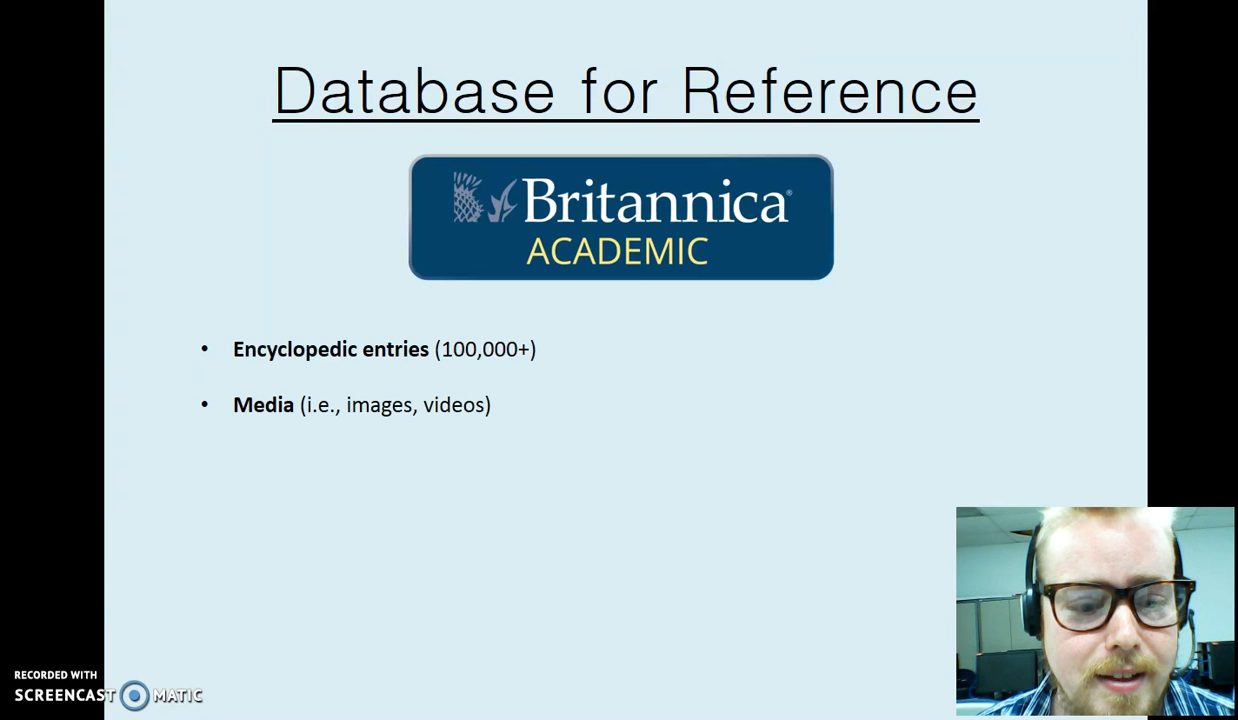 Database for Reference
Britannica®
ACADEMIC
• Encyclopedic entries (100,000+)
• Media (i.e., images, videos)
RECORDED WITH
SCREENCAST MATIC